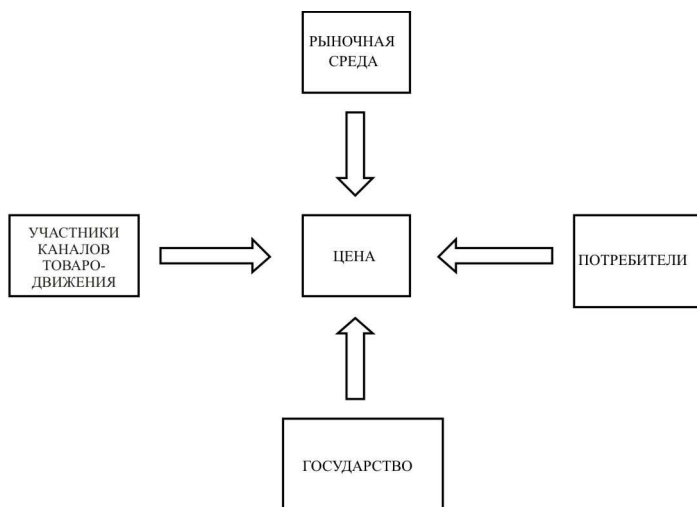 РЫНОЧНАЯ
СРЕДА
УЧАСТНИКИ
КАНАЛОВ
ТОВАРО-
ДВИЖЕНИЯ
ЦЕНА
ПОТРЕБИТЕЛИ
ГОСУДАРСТВО